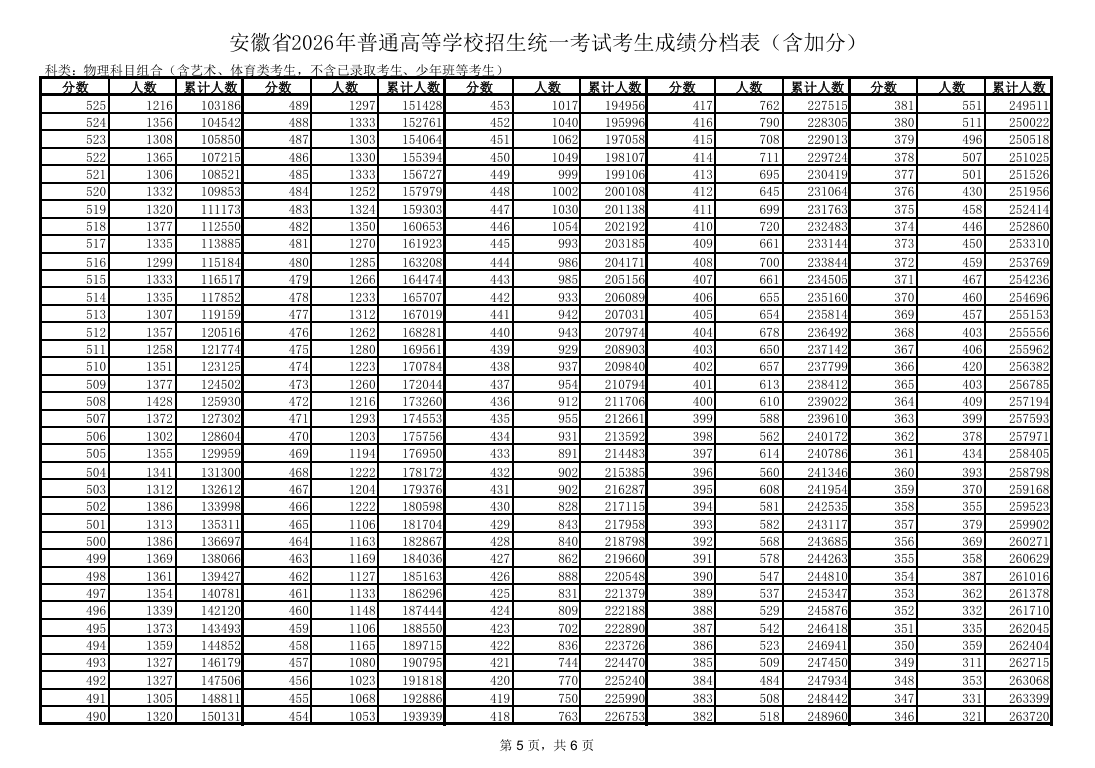 安徽省2026年普通高等学校招生统一考试考生成绩分档表（含加分）
科类：物理科目组合（含艺术、体育类考生，不含已录取考生、少年班等考生）
分数 人数 累计人数 分数 人数 累计人数 分数 人数 累计人数 分数 人数 累计人数 分数 人数 累计人数
525 1216 103186 489 1297 151428 453 1017 194956 417 762 227515 381 551 249511
524 1356 104542 488 1333 152761 452 1040 195996 416 790 228305 380 511 250022
523 1308 105850 487 1303 154064 451 1062 197058 415 708 229013 379 496 250518
522 1365 107215 486 1330 155394 450 1049 198107 414 711 229724 378 507 251025
521 1306 108521 485 1333 156727 449 999 199106 413 695 230419 377 501 251526
520 1332 109853 484 1252 157979 448 1002 200108 412 645 231064 376 430 251956
519 1320 111173 483 1324 159303 447 1030 201138 411 699 231763 375 458 252414
518 1377 112550 482 1350 160653 446 1054 202192 410 720 232483 374 446 252860
517 1335 113885 481 1270 161923 445 993 203185 409 661 233144 373 450 253310
516 1299 115184 480 1285 163208 444 986 204171 408 700 233844 372 459 253769
515 1333 116517 479 1266 164474 443 985 205156 407 661 234505 371 467 254236
514 1335 117852 478 1233 165707 442 933 206089 406 655 235160 370 460 254696
513 1307 119159 477 1312 167019 441 942 207031 405 654 235814 369 457 255153
512 1357 120516 476 1262 168281 440 943 207974 404 678 236492 368 403 255556
511 1258 121774 475 1280 169561 439 929 208903 403 650 237142 367 406 255962
510 1351 123125 474 1223 170784 438 937 209840 402 657 237799 366 420 256382
509 1377 124502 473 1260 172044 437 954 210794 401 613 238412 365 403 256785
508 1428 125930 472 1216 173260 436 912 211706 400 610 239022 364 409 257194
507 1372 127302 471 1293 174553 435 955 212661 399 588 239610 363 399 257593
506 1302 128604 470 1203 175756 434 931 213592 398 562 240172 362 378 257971
505 1355 129959 469 1194 176950 433 891 214483 397 614 240786 361 434 258405
504 1341 131300 468 1222 178172 432 902 215385 396 560 241346 360 393 258798
503 1312 132612 467 1204 179376 431 902 216287 395 608 241954 359 370 259168
502 1386 133998 466 1222 180598 430 828 217115 394 581 242535 358 355 259523
501 1313 135311 465 1106 181704 429 843 217958 393 582 243117 357 379 259902
500 1386 136697 464 1163 182867 428 840 218798 392 568 243685 356 369 260271
499 1369 138066 463 1169 184036 427 862 219660 391 578 244263 355 358 260629
498 1361 139427 462 1127 185163 426 888 220548 390 547 244810 354 387 261016
497 1354 140781 461 1133 186296 425 831 221379 389 537 245347 353 362 261378
496 1339 142120 460 1148 187444 424 809 222188 388 529 245876 352 332 261710
495 1373 143493 459 1106 188550 423 702 222890 387 542 246418 351 335 262045
494 1359 144852 458 1165 189715 422 836 223726 386 523 246941 350 359 262404
493 1327 146179 457 1080 190795 421 744 224470 385 509 247450 349 311 262715
492 1327 147506 456 1023 191818 420 770 225240 384 484 247934 348 353 263068
491 1305 148811 455 1068 192886 419 750 225990 383 508 248442 347 331 263399
490 1320 150131 454 1053 193939 418 763 226753 382 518 248960 346 321 263720
第 5 页，共 6 页